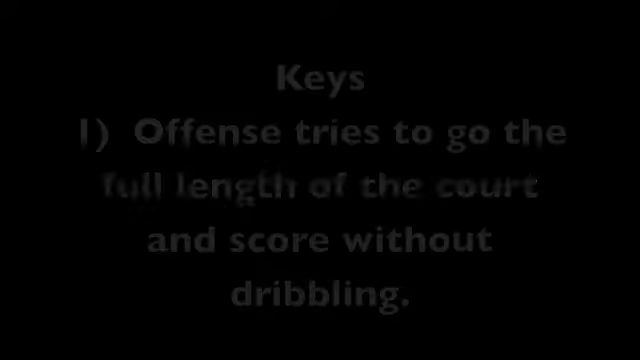 Keys
1) Offense tries to go the
full length of the court
and score without
dribbling.